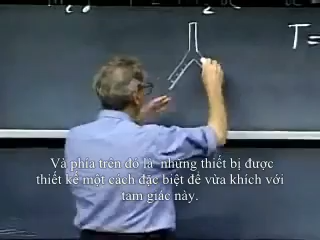 T=
Và phía trên đó là  những thiết bị được
thiết kế một cách đặc biệt để vừa khích với
tam giác này.